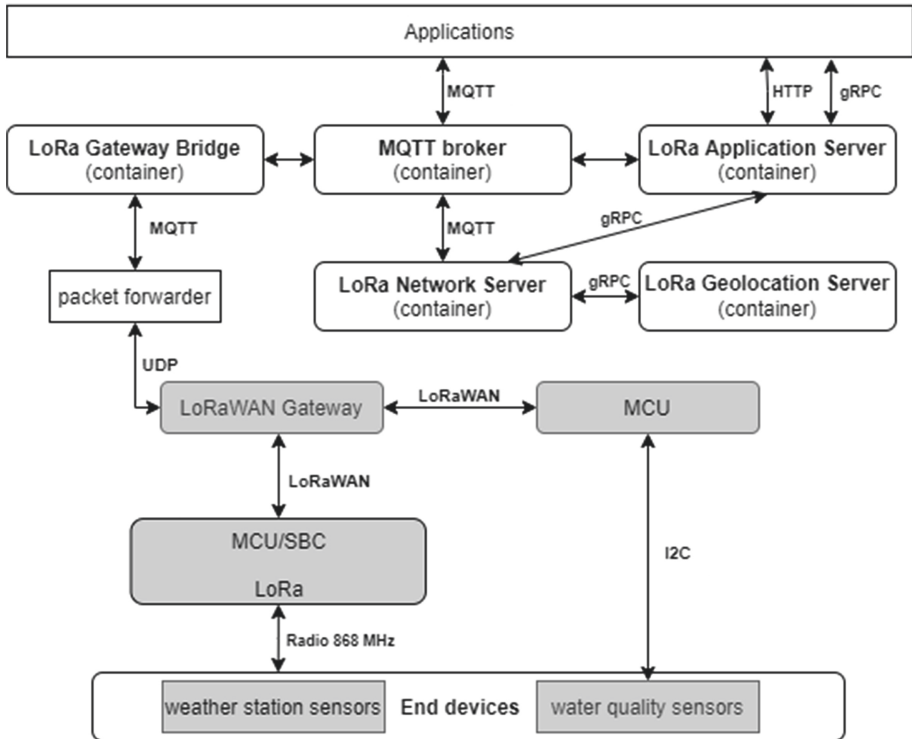 Applications
MQTT
HTTP
gRPC
LoRa Gateway Bridge
(container)
MQTT broker
(container)
LoRa Application Server
(container)
MQTT
MQTT
gRPC
packet forwarder
LoRa Network Server
(container)
gRPC
LoRa Geolocation Server
(container)
UDP
LoRaWAN Gateway
LoRaWAN
MCU
LoRaWAN
MCU/SBC
LoRa
I2C
Radio 868 MHz
weather station sensors
End devices
water quality sensors